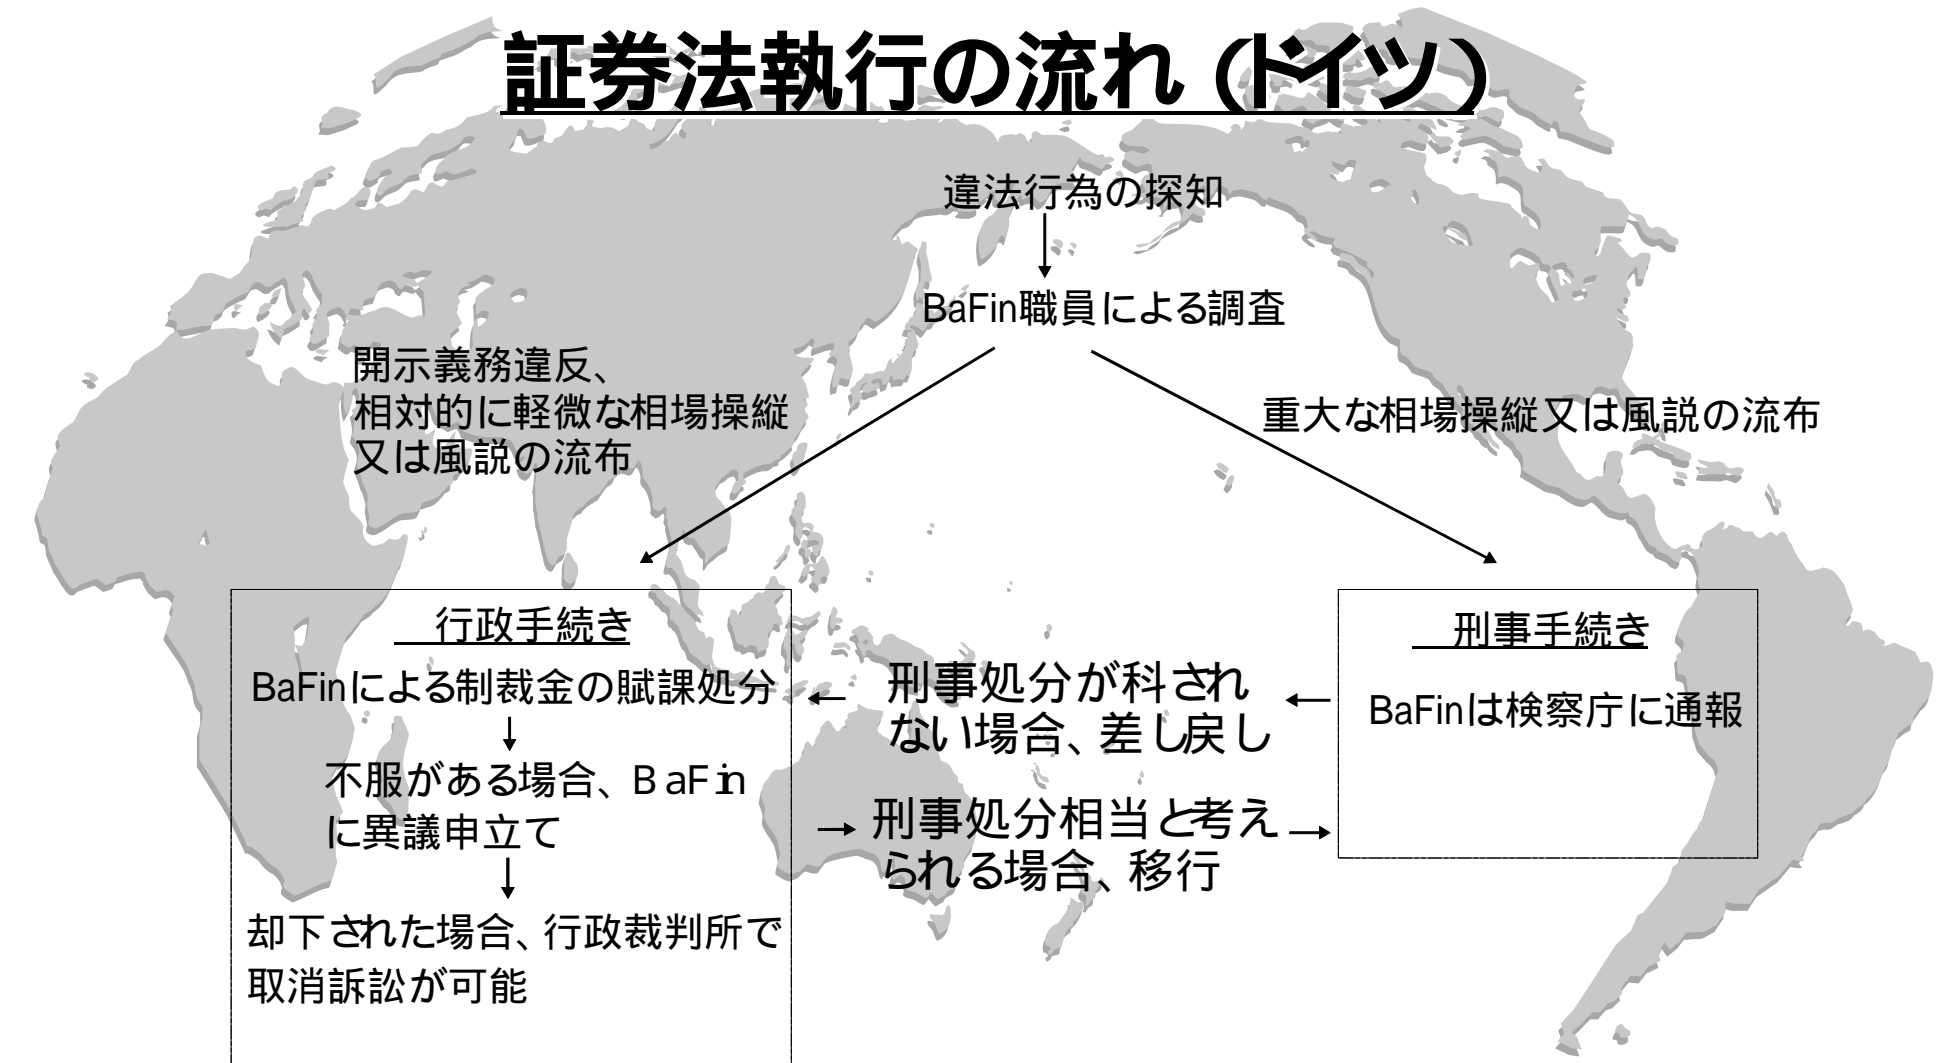 証券法執行の流れ（ドイツ）
違法行為の探知
BaFin職員による調査
開示義務違反、
相対的に軽微な相場操縦
又は風説の流布
重大な相場操縦又は風説の流布
行政手続き
BaFinによる制裁金の賦課処分
不服がある場合、BaFin
に異議申立て
却下された場合、行政裁判所で
取消訴訟が可能
刑事処分が科され
ない場合、差し戻し
刑事処分相当と考え
られる場合、移行
刑事手続き
BaFinは検察庁に通報